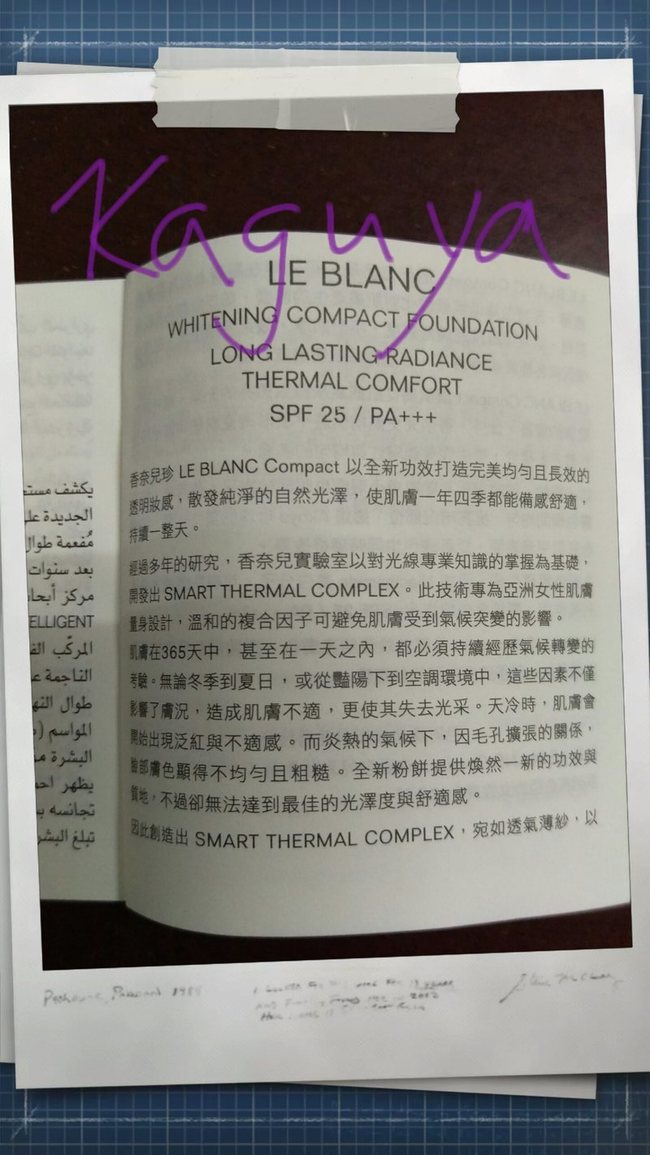 Kaguya
LE BLANC
WHITENING COMPACT FOUNDATION
LONG LASTING RADIANCE
THERMAL COMFORT
SPF 25 / PA+++
香奈兒珍 LE BLANC Compact 以全新功效打造完美均勻且長效的
透明妝感，散發純淨的自然光澤，使肌膚一年四季都能備感舒適，
持續一整天。
經過多年的研究，香奈兒實驗室以對光線專業知識的掌握為基礎，
開發出 SMART THERMAL COMPLEX。此技術專為亞洲女性肌膚
量身設計，溫和的複合因子可避免肌膚受到氣候突變的影響。
肌膚在365天中，甚至在一天之內，都必須持續經歷氣候轉變的
考驗。無論冬季到夏日，或從豔陽下到空調環境中，這些因素不僅
影響了膚況，造成肌膚不適，更使其失去光采。天冷時，肌膚會
開始出現泛紅與不適感。而炎熱的氣候下，因毛孔擴張的關係，
臉部膚色顯得不均勻且粗糙。全新粉餅提供煥然一新的功效與
質地，不過卻無法達到最佳的光澤度與舒適感。
因此創造出 SMART THERMAL COMPLEX，宛如透氣薄紗，以
يكشف
الجديدة
مُفعمة طوال
بعد سنوات
مركز
ELLIGENT
المركّب
الناجمة
طوال
المواسم
البشرة
يظهر
تجانسه
تبلغ